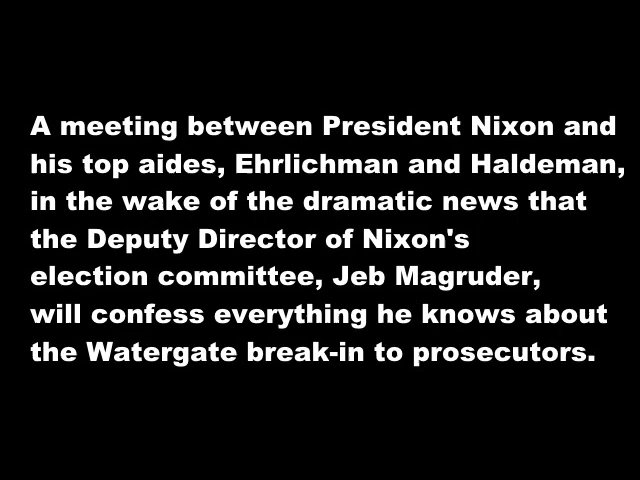 A meeting between President Nixon and
his top aides, Ehrlichman and Haldeman,
in the wake of the dramatic news that
the Deputy Director of Nixon's
election committee, Jeb Magruder,
will confess everything he knows about
the Watergate break-in to prosecutors.